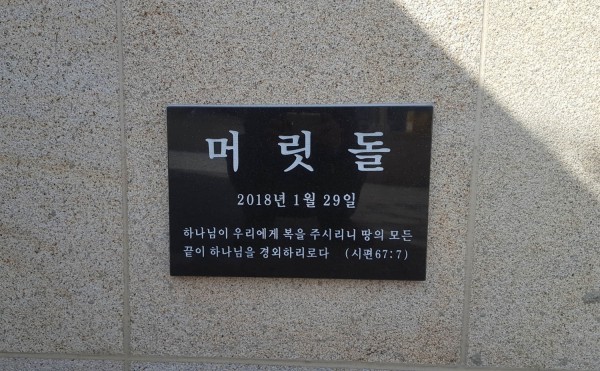 머릿돌
2018년 1월 29일
하나님이 우리에게 복을 주시리니 땅의 모든
끝이 하나님을 경외하리로다 (시편67:7)